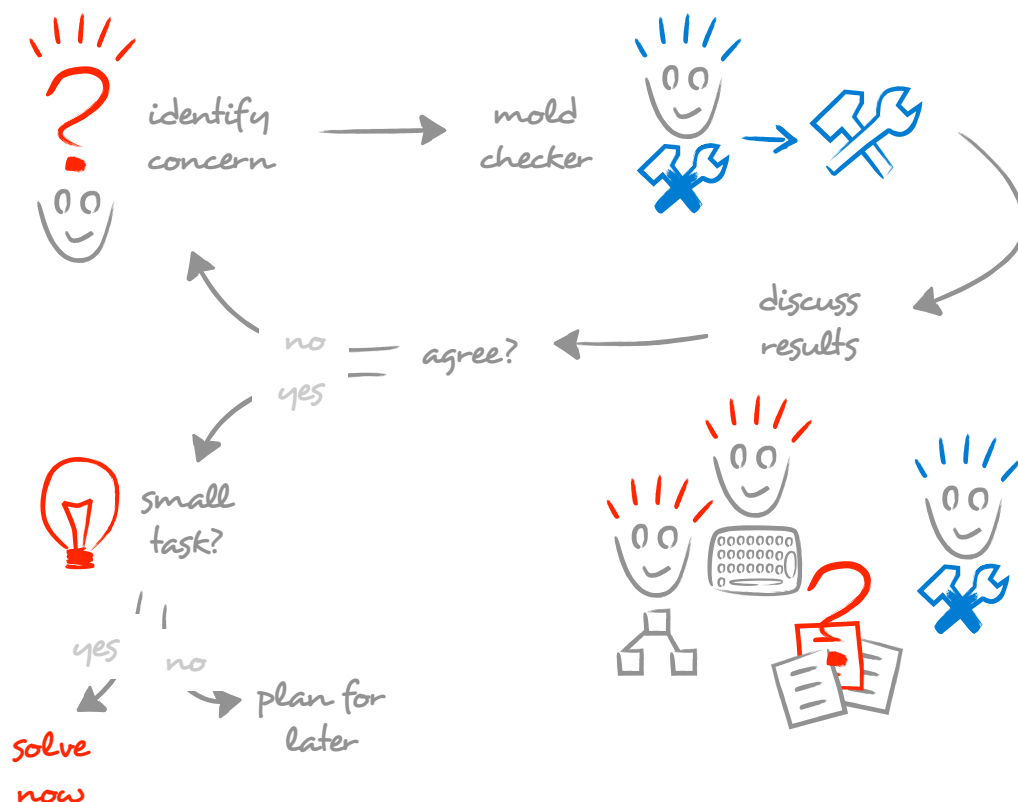 identify
concern
mold
checker
discuss
results
agree?
no
yes
small
task?
yes
no
plan for
later
solve
now